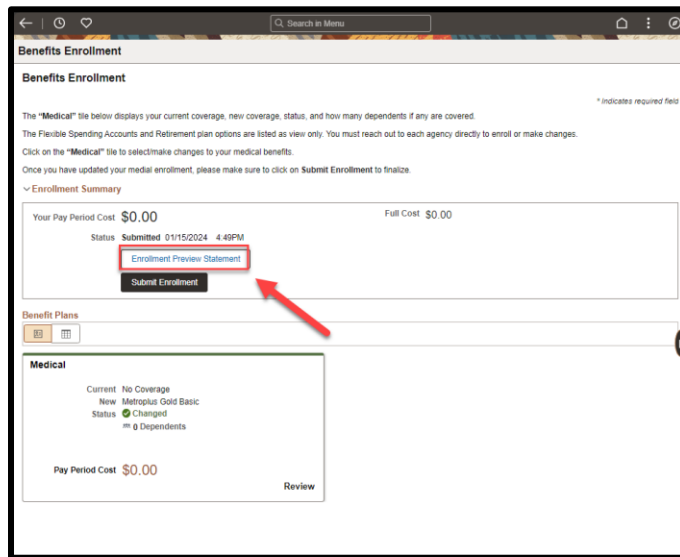 Search in Menu
Benefits Enrollment
Benefits Enrollment
* Indicates required field
The "Medical" tile below displays your current coverage, new coverage, status, and how many dependents if any are covered.
The Flexible Spending Accounts and Retirement plan options are listed as view only. You must reach out to each agency directly to enroll or make changes.
Click on the "Medical" tile to select/make changes to your medical benefits.
Once you have updated your medial enrollment, please make sure to click on Submit Enrollment to finalize.
Enrollment Summary
Your Pay Period Cost $0.00 Full Cost $0.00
Status Submitted 01/15/2024 4:49PM
Enrollment Preview Statement
Submit Enrollment
Benefit Plans
Medical
Current No Coverage
New Metroplus Gold Basic
Status Changed
0 Dependents
Pay Period Cost $0.00
Review